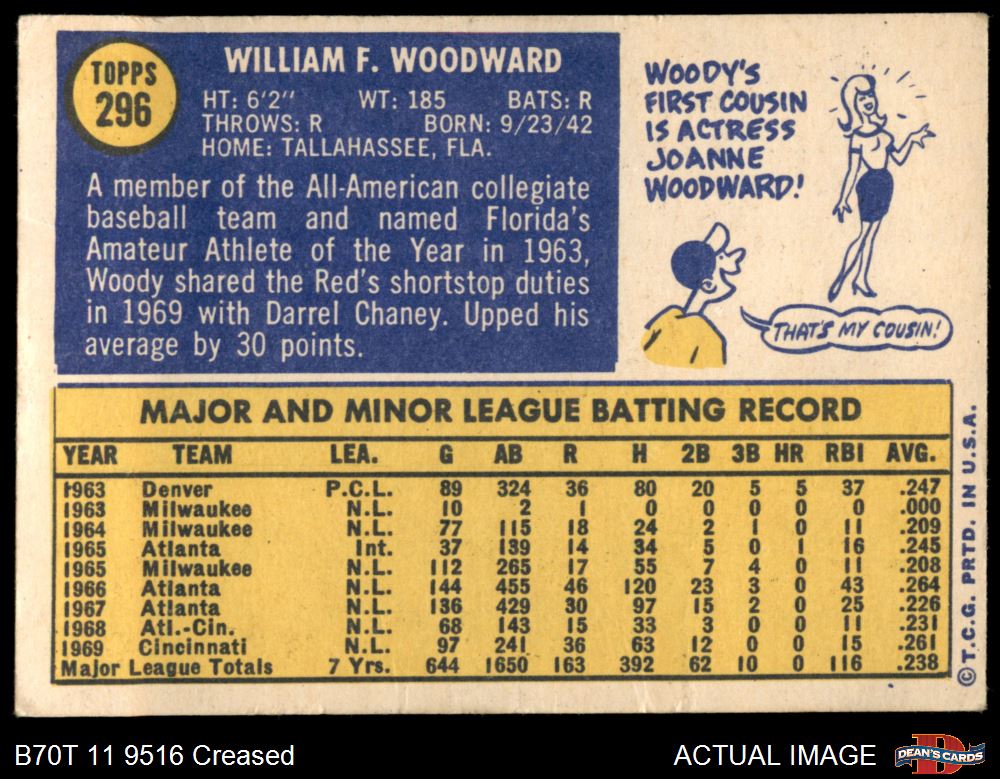 TOPPS
296
WILLIAM F. WOODWARD
HT: 6'2" WT: 185 BATS: R
THROWS: R BORN: 9/23/42
HOME: TALLAHASSEE, FLA.
A member of the All-American collegiate
baseball team and named Florida's
Amateur Athlete of the Year in 1963,
Woody shared the Red's shortstop duties
in 1969 with Darrel Chaney. Upped his
average by 30 points.
WOODY'S
FIRST COUSIN
IS ACTRESS
JOANNE
WOODWARD!
THAT'S MY COUSIN!
MAJOR AND MINOR LEAGUE BATTING RECORD
YEAR TEAM LEA. G AB R H 2B 3B HR RBI AVG.
1963 Denver P.C.L. 89 324 36 80 20 5 5 37 .247
1963 Milwaukee N.L. 10 2 1 0 0 0 0 0 .000
1964 Milwaukee N.L. 77 115 18 24 2 1 0 11 .209
1965 Atlanta Int. 37 139 14 34 5 0 1 16 .245
1965 Milwaukee N.L. 112 265 17 55 7 4 0 11 .208
1966 Atlanta N.L. 144 455 46 120 23 3 0 43 .264
1967 Atlanta N.L. 136 429 30 97 15 2 0 25 .226
1968 Atl.-Cin. N.L. 68 143 15 33 3 0 0 11 .231
1969 Cincinnati N.L. 97 241 36 63 12 0 0 15 .261
Major League Totals 7 Yrs. 644 1650 163 392 62 10 0 116 .238
© T.C.G. PRTD. IN U.S.A.
B70T 11 9516 Creased
ACTUAL IMAGE
D
DEAN'S CARDS